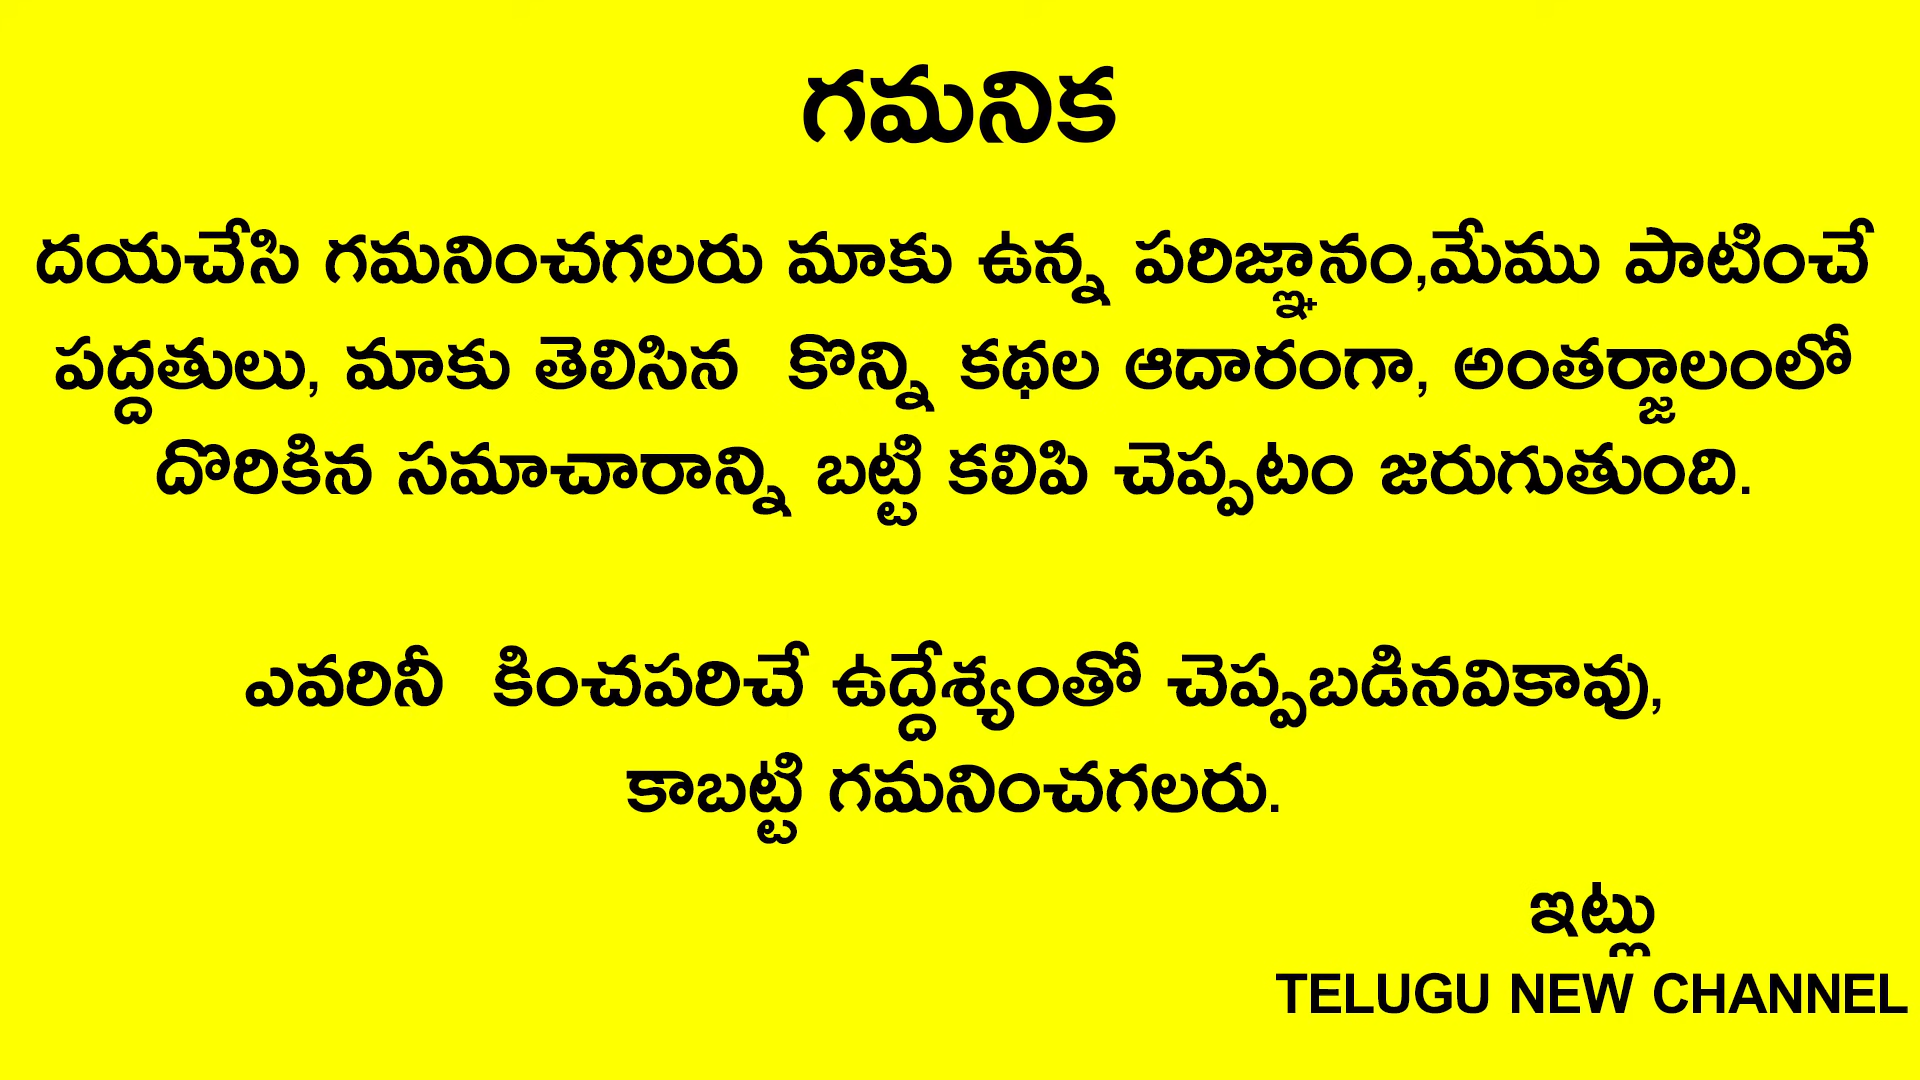 గమనిక
దయచేసి గమనించగలరు మాకు ఉన్న పరిజ్ఞానం,మేము పాటించే
పద్దతులు, మాకు తెలిసిన కొన్ని కథల ఆదారంగా, అంతర్జాలంలో
దొరికిన సమాచారాన్ని బట్టి కలిపి చెప్పటం జరుగుతుంది.
ఎవరినీ కించపరిచే ఉద్దేశ్యంతో చెప్పబడినవికావు,
కాబట్టి గమనించగలరు.
ఇట్లు
TELUGU NEW CHANNEL